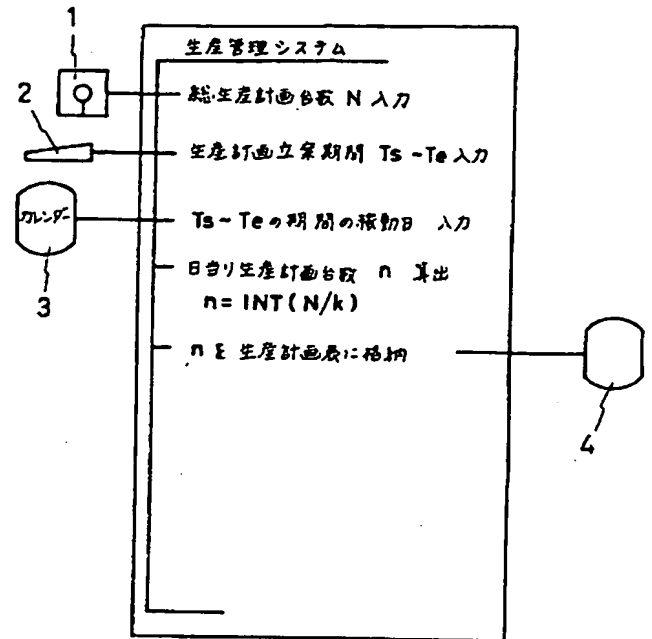 1
生産管理システム
総生産計画台数 N 入力
2
生産計画立案期間 Ts ~Te 入力
カレンダー
Ts~Teの期間の稼動日 入力
3
日当り生産計画台数 n 算出
n = INT (N/k)
nを生産計画表に格納
4